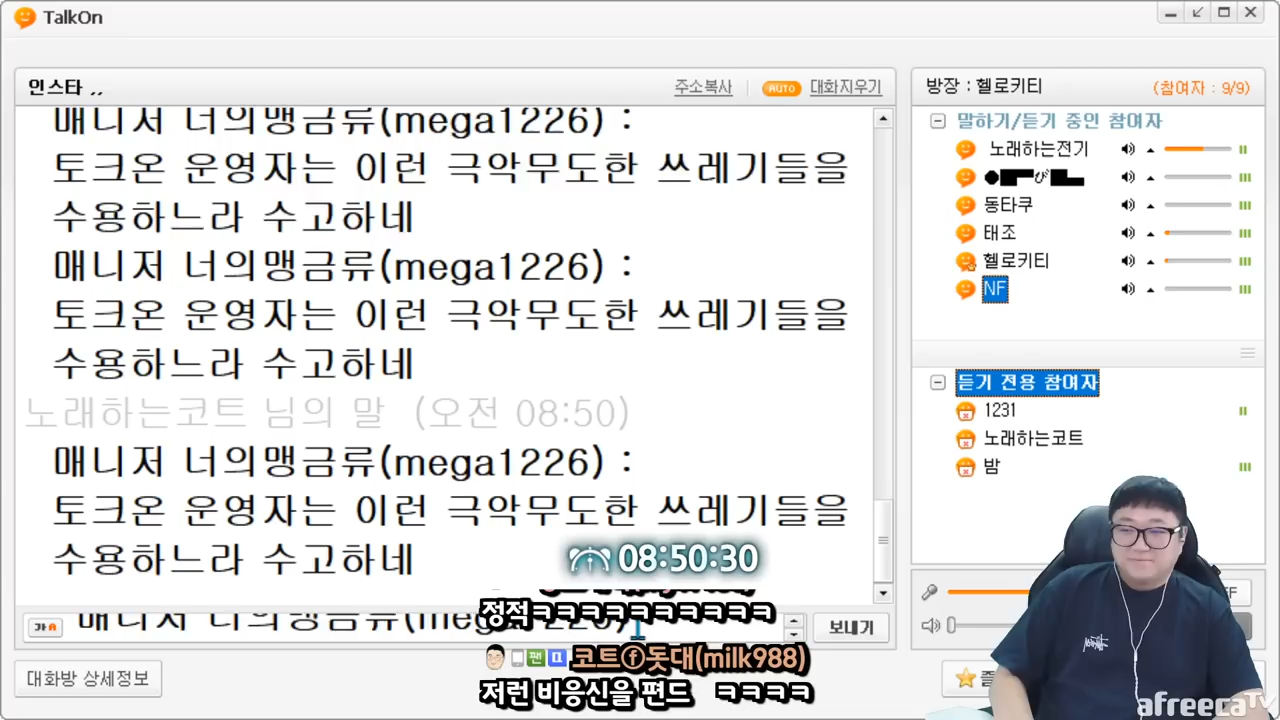 TalkOn
인스타 ,,
주소복사
AUTO 대화지우기
매니저 너의맹금류(mega1226) :
토크온 운영자는 이런 극악무도한 쓰레기들을
수용하느라 수고하네
매니저 너의맹금류(mega1226) :
토크온 운영자는 이런 극악무도한 쓰레기들을
수용하느라 수고하네
노래하는코트 님의 말 (오전 08:50)
매니저 너의맹금류(mega1226) :
토크온 운영자는 이런 극악무도한 쓰레기들을
수용하느라 수고하네
08:50:30
매니저 너의맹금류(mega1226)
보내기
정적ㅋㅋㅋㅋㅋㅋㅋㅋㅋㅋ
팬 코트ⓕ돗대(milk988)
저런 비응신을 편드 ㅋㅋㅋㅋ
대화방 상세정보
방장 : 헬로키티
(참여자 : 9/9)
말하기/듣기 중인 참여자
노래하는전기
●█▀び█▄
동타쿠
태조
헬로키티
NF
듣기 전용 참여자
1231
노래하는코트
밤
afreecaTV